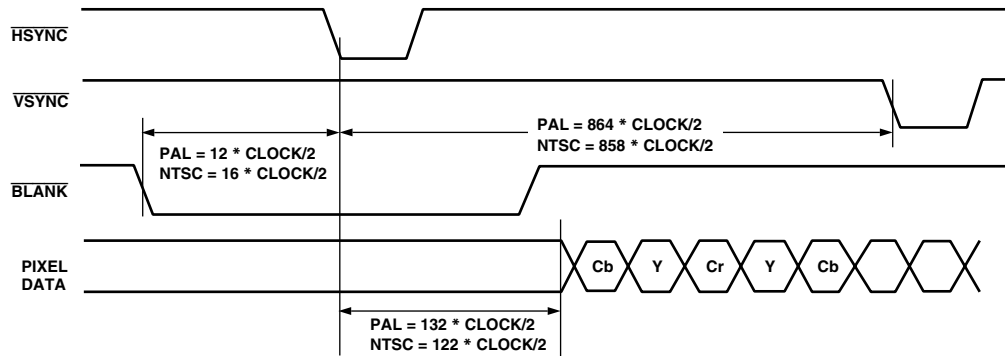 HSYNC
VSYNC
PAL = 864 * CLOCK/2
NTSC = 858 * CLOCK/2
PAL = 12 * CLOCK/2
NTSC = 16 * CLOCK/2
BLANK
PIXEL
DATA
Cb Y Cr Y Cb
PAL = 132 * CLOCK/2
NTSC = 122 * CLOCK/2